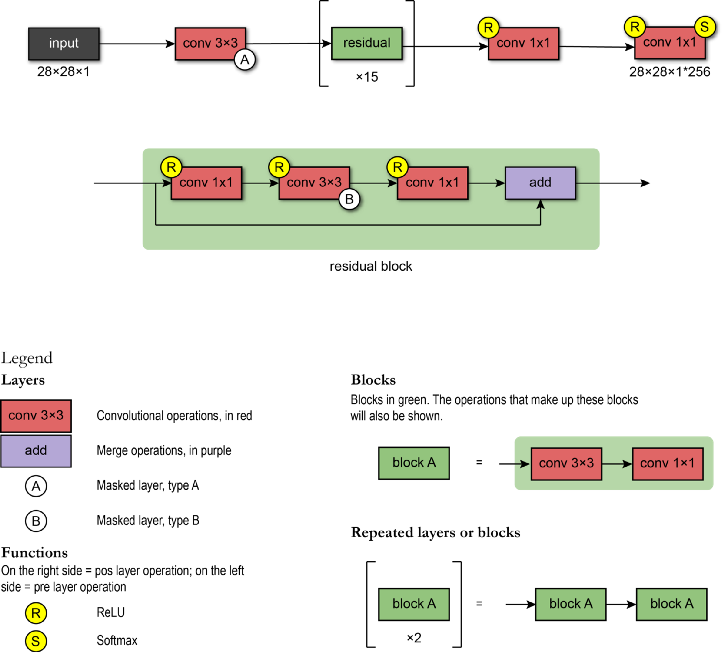 input
conv 3×3
A
residual
R
conv 1x1
R
S
conv 1x1
28×28×1
×15
28×28×1*256
R
conv 1x1
R
conv 3×3
B
R
conv 1x1
add
residual block
Legend
Layers
conv 3×3
Convolutional operations, in red
add
Merge operations, in purple
A
Masked layer, type A
B
Masked layer, type B
Functions
On the right side = pos layer operation; on the left
side = pre layer operation
R
ReLU
S
Softmax
Blocks
Blocks in green. The operations that make up these blocks
will also be shown.
block A
=
conv 3×3
conv 1×1
Repeated layers or blocks
block A
×2
=
block A
block A